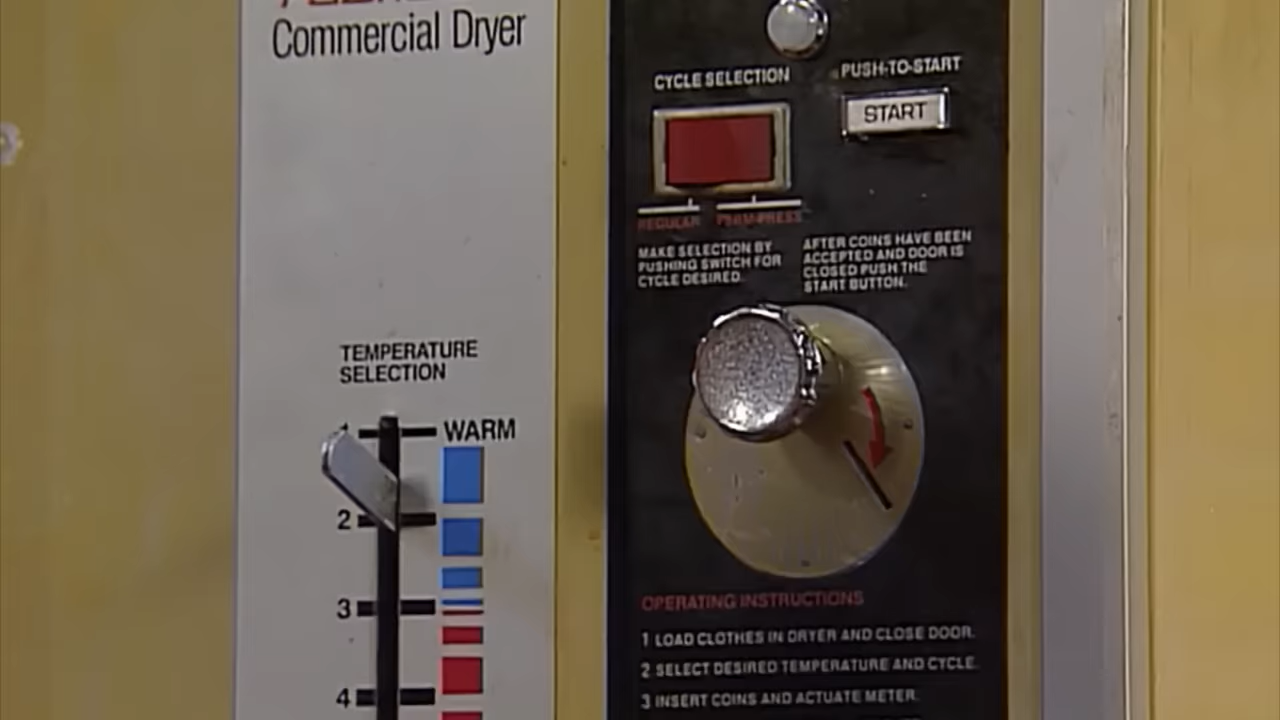 Commercial Dryer
TEMPERATURE
SELECTION
1
WARM
2
3
4
CYCLE SELECTION
PUSH-TO-START
START
REGULAR PERM-PRESS
MAKE SELECTION BY
PUSHING SWITCH FOR
CYCLE DESIRED.
AFTER COINS HAVE BEEN
ACCEPTED AND DOOR IS
CLOSED PUSH THE
START BUTTON.
OPERATING INSTRUCTIONS
1 LOAD CLOTHES IN DRYER AND CLOSE DOOR.
2 SELECT DESIRED TEMPERATURE AND CYCLE.
3 INSERT COINS AND ACTUATE METER.